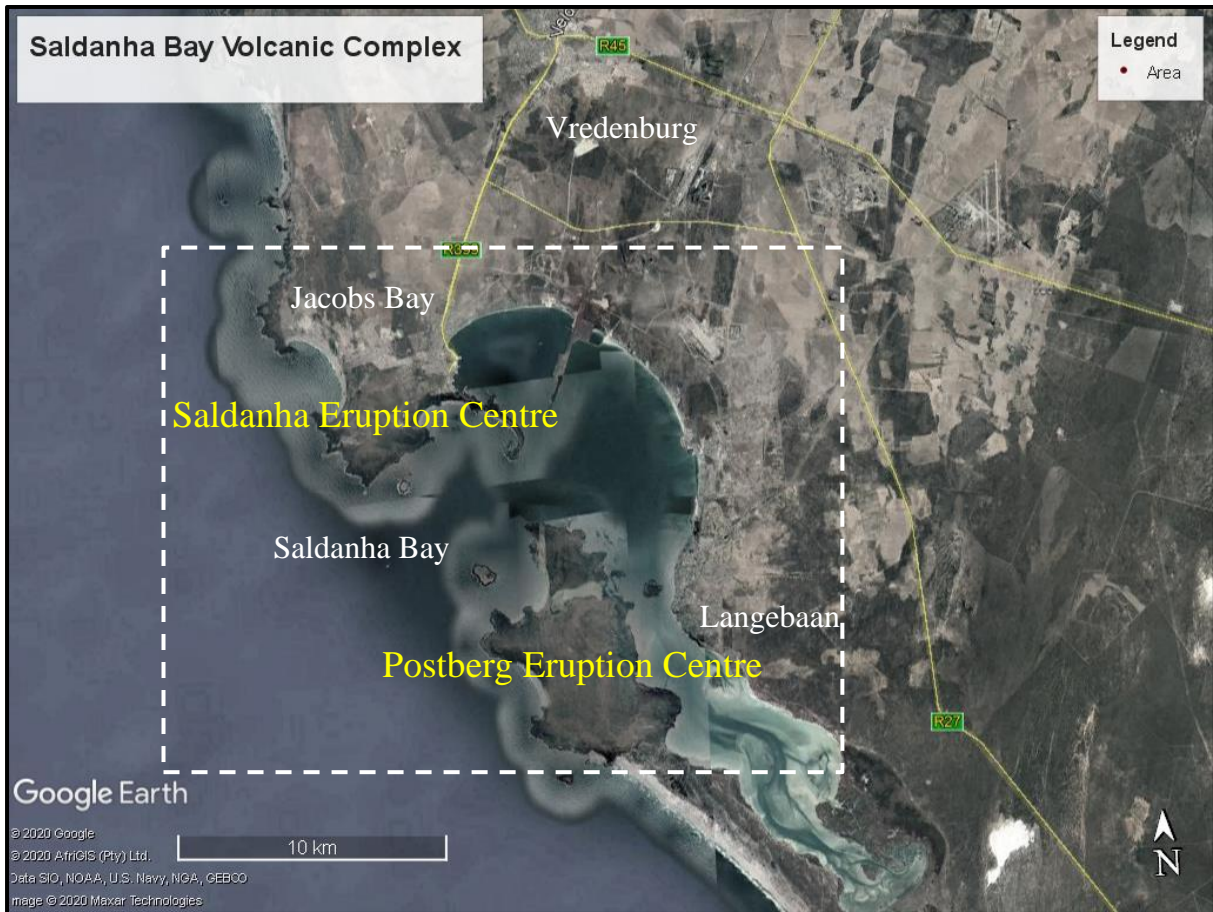 Saldanha Bay Volcanic Complex
R45
Legend
Area
Vredenburg
Jacobs Bay
Saldanha Eruption Centre
Saldanha Bay
Langebaan
Postberg Eruption Centre
R27
Google Earth
© 2020 Google
© 2020 AfriGIS (Pty) Ltd.
10 km
Data SIO, NOAA, U.S. Navy, NGA, GEBCO
Image © 2020 Maxar Technologies
N